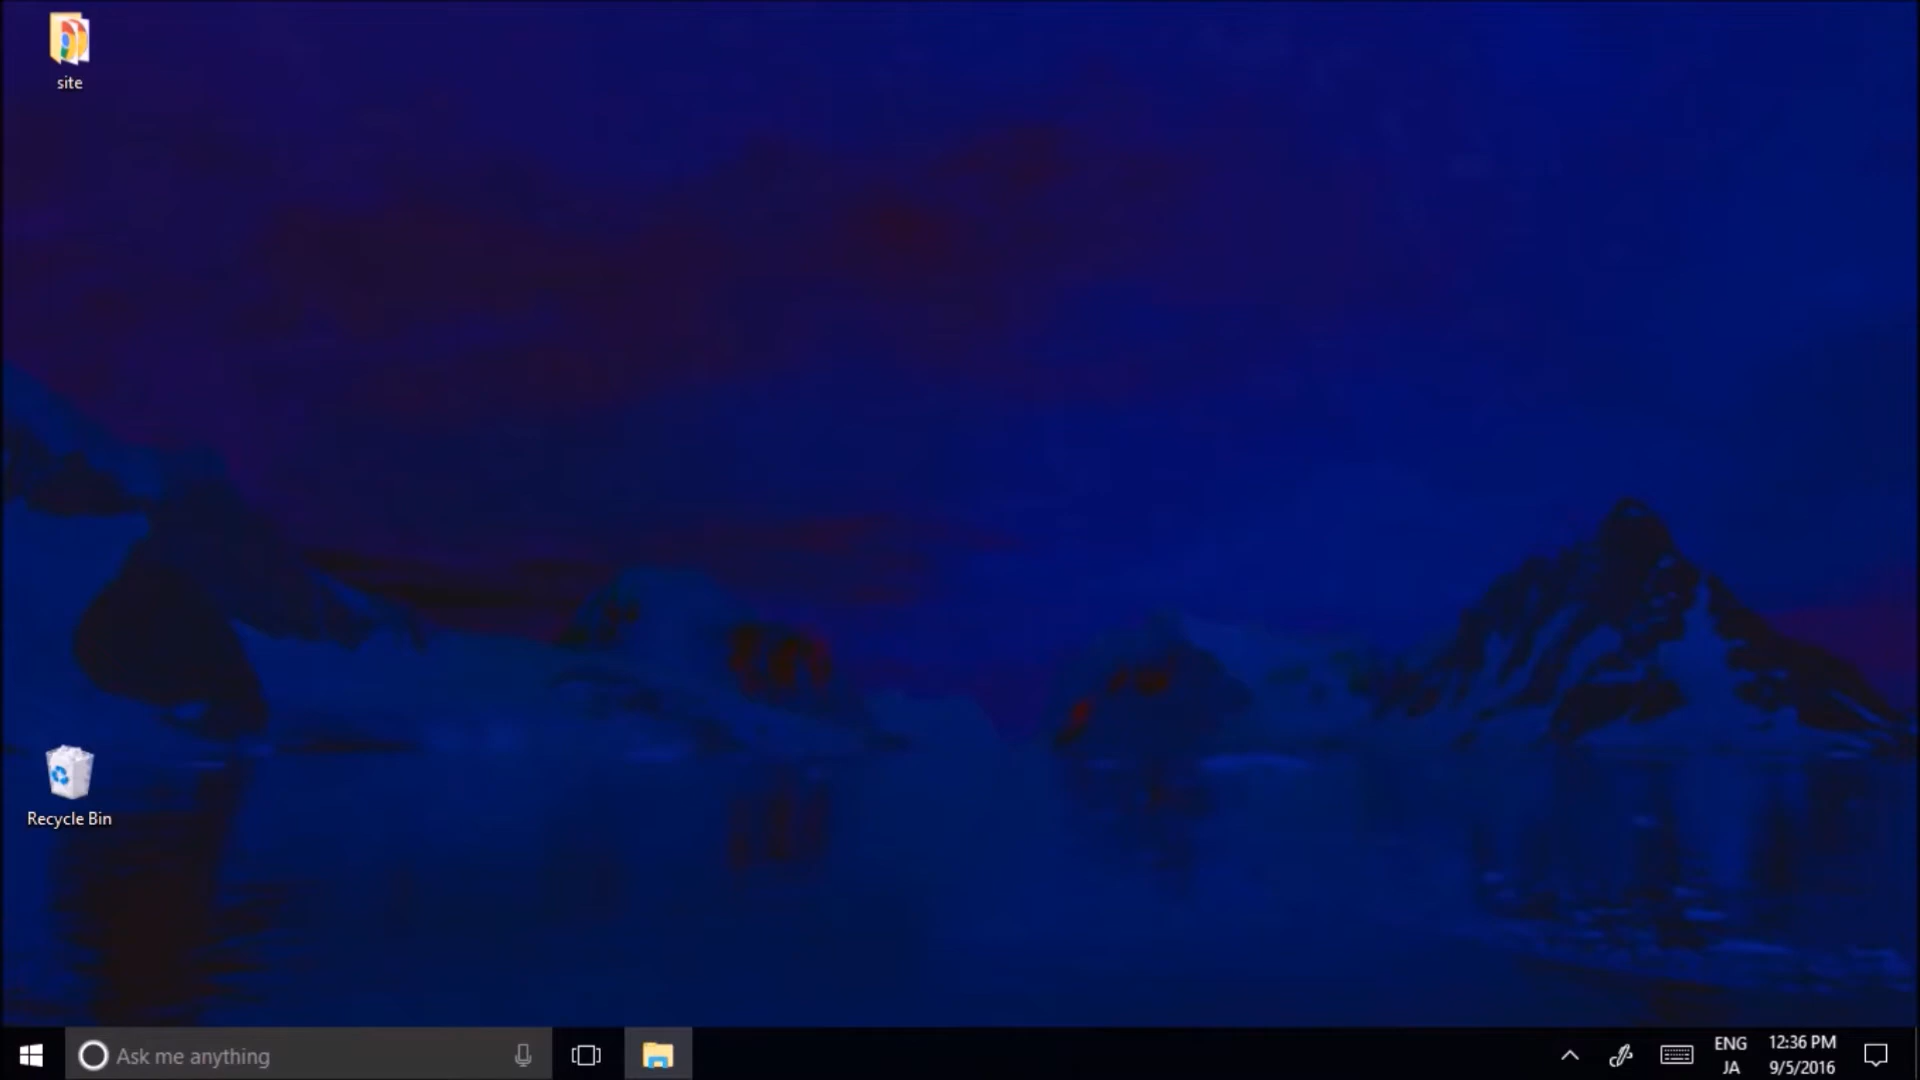 site
Recycle Bin
Ask me anything
ENG
JA
12:36 PM
9/5/2016